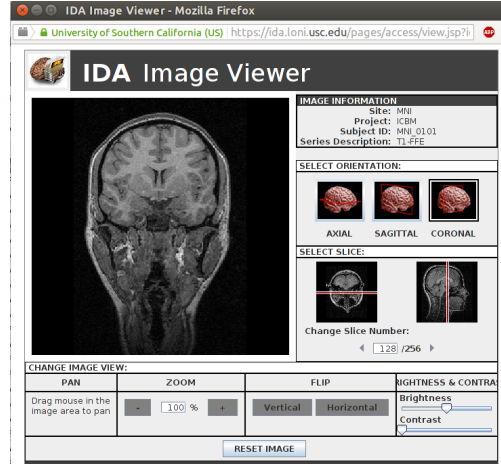 IDA Image Viewer - Mozilla Firefox
University of Southern California (US) https://ida.loni.usc.edu/pages/access/view.jsp?i
ABP
IDA Image Viewer
IMAGE INFORMATION
Site: MNI
Project: ICBM
Subject ID: MNI_0101
Series Description: T1-FFE
SELECT ORIENTATION:
AXIAL SAGITTAL CORONAL
SELECT SLICE:
Change Slice Number:
128 /256
CHANGE IMAGE VIEW:
PAN ZOOM FLIP RIGHTNESS & CONTRAS
Drag mouse in the
image area to pan
- 100 % +
Vertical Horizontal
Brightness
Contrast
RESET IMAGE